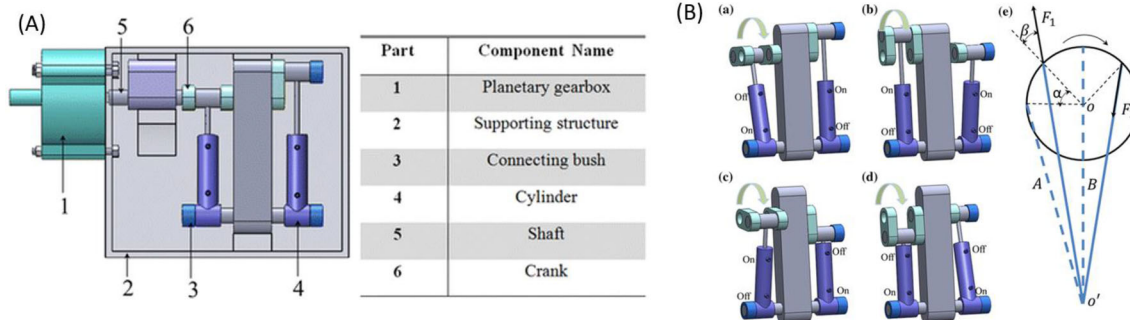 (A)
5
6
1
2
3
4
Part Component Name
1 Planetary gearbox
2 Supporting structure
3 Connecting bush
4 Cylinder
5 Shaft
6 Crank
(B)
(a)
Off
On
On
Off
(b)
Off
On
On
Off
(c)
On
Off
Off
On
(d)
On
Off
Off
On
(e)
F1
β
α
o
F
A
B
o'